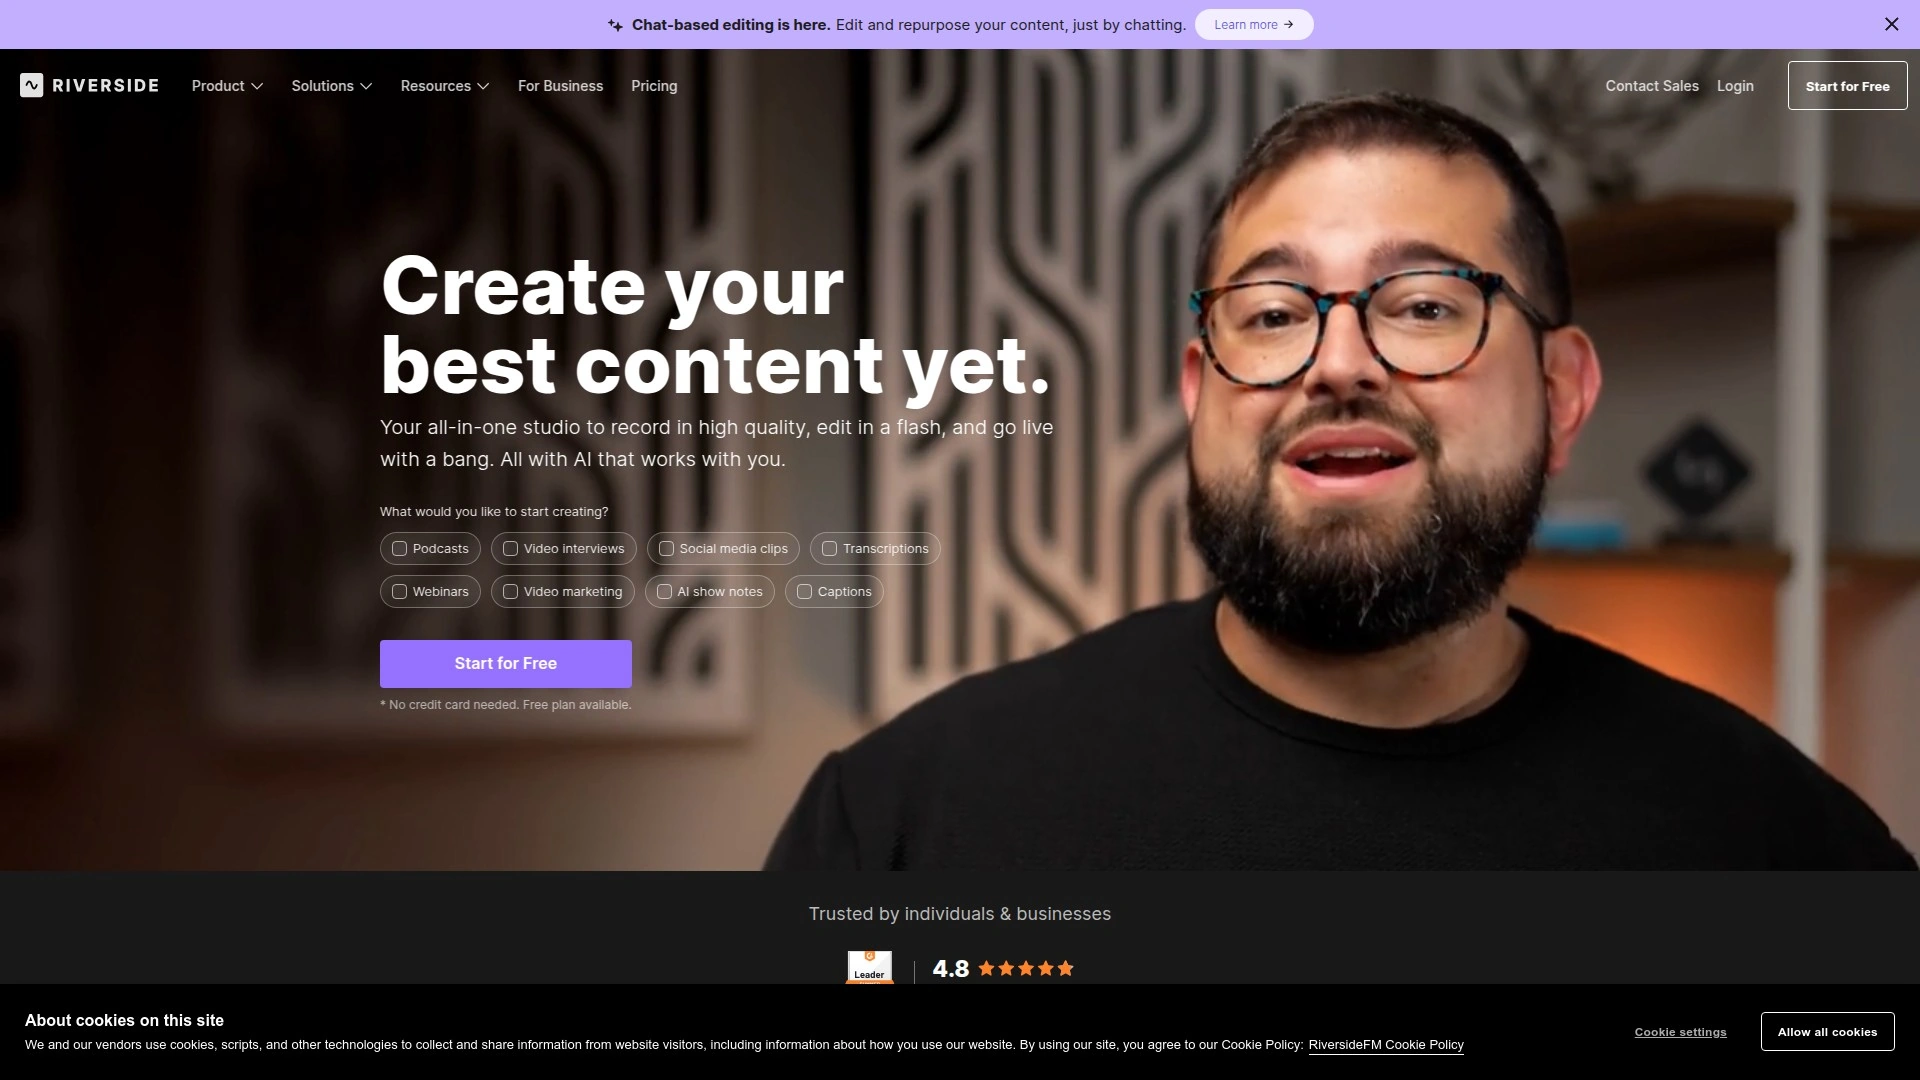 Chat-based editing is here. Edit and repurpose your content, just by chatting. Learn more →
RIVERSIDE Product Solutions Resources For Business Pricing Contact Sales Login Start for Free
Create your
best content yet.
Your all-in-one studio to record in high quality, edit in a flash, and go live
with a bang. All with AI that works with you.
What would you like to start creating?
Podcasts Video interviews Social media clips Transcriptions
Webinars Video marketing AI show notes Captions
Start for Free
* No credit card needed. Free plan available.
Trusted by individuals & businesses
Leader
4.8
About cookies on this site
We and our vendors use cookies, scripts, and other technologies to collect and share information from website visitors, including information about how you use our website. By using our site, you agree to our Cookie Policy: RiversideFM Cookie Policy
Cookie settings
Allow all cookies